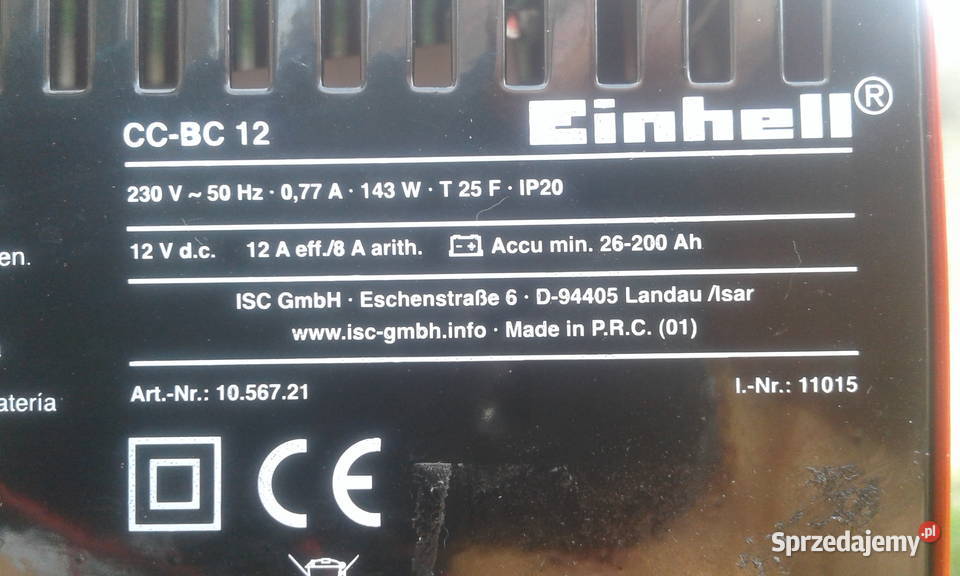 CC-BC 12
Einhell®
230 V ~ 50 Hz · 0,77 A · 143 W · T 25 F · IP20
12 V d.c. 12 A eff./8 A arith. Accu min. 26-200 Ah
en.
ISC GmbH · Eschenstraße 6 · D-94405 Landau /Isar
www.isc-gmbh.info · Made in P.R.C. (01)
Art.-Nr.: 10.567.21 I.-Nr.: 11015
atería
CE
Sprzedajemy.pl